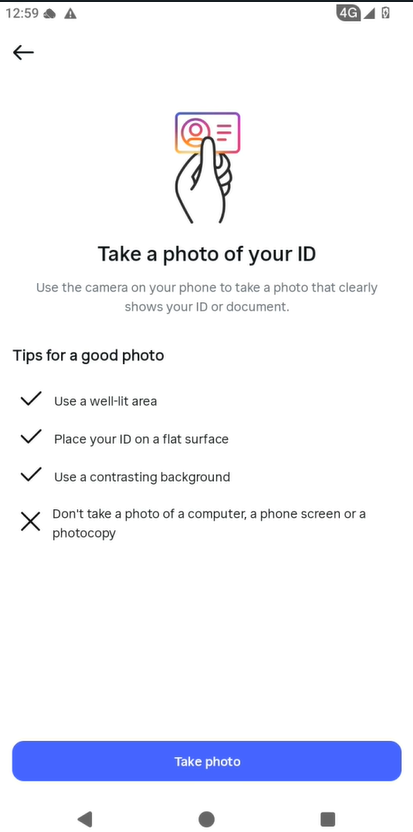 12:59
4G
Take a photo of your ID
Use the camera on your phone to take a photo that clearly
shows your ID or document.
Tips for a good photo
Use a well-lit area
Place your ID on a flat surface
Use a contrasting background
Don't take a photo of a computer, a phone screen or a
photocopy
Take photo